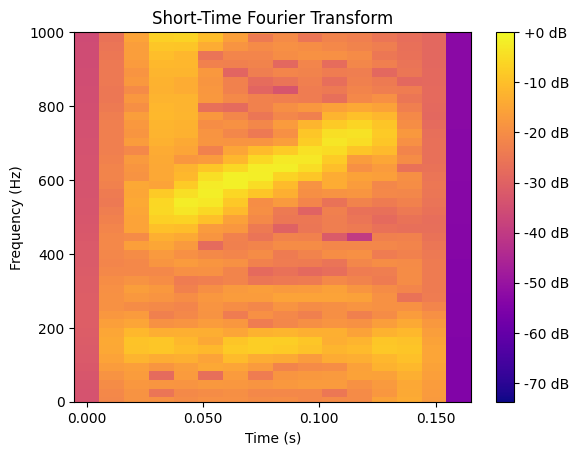 Short-Time Fourier Transform
1000
800
600
400
200
0
Frequency (Hz)
0.000
0.050
0.100
0.150
Time (s)
+0 dB
-10 dB
-20 dB
-30 dB
-40 dB
-50 dB
-60 dB
-70 dB